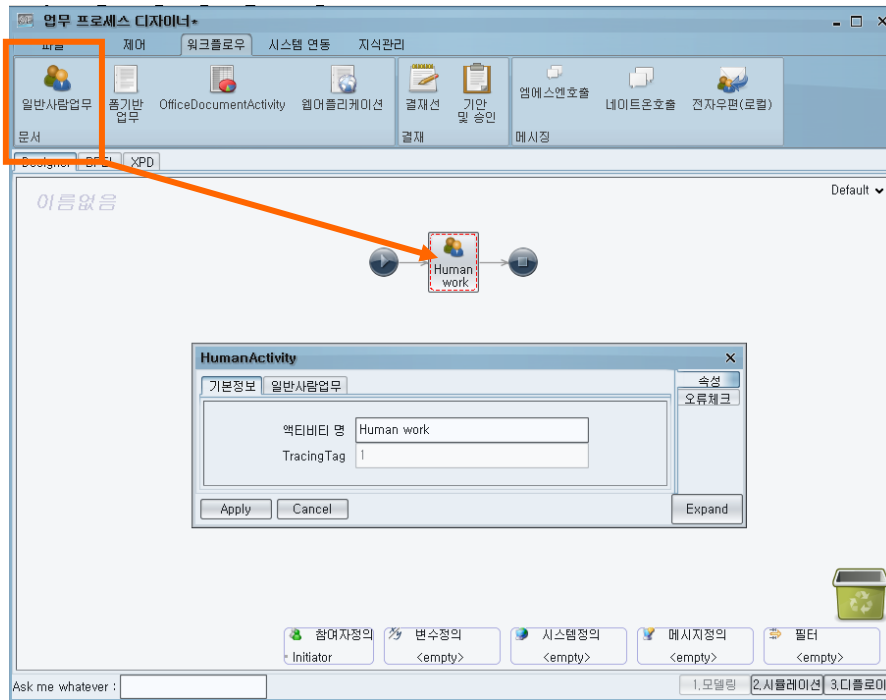 업무 프로세스 디자이너*
파일 제어 워크플로우 시스템 연동 지식관리
일반사람업무 폼기반 업무 OfficeDocumentActivity 웹어플리케이션 결재선 기안 및 승인 엠에스엔호출 네이트온호출 전자우편(로컬)
문서 결재 메시징
Designer BPEL XPD
이름없음 Default
Human
work
HumanActivity
기본정보 일반사람업무 속성
오류체크
액티비티 명 Human work
TracingTag 1
Apply Cancel Expand
참여자정의 변수정의 시스템정의 메시지정의 필터
Initiator <empty> <empty> <empty> <empty>
Ask me whatever : 1.모델링 2.시뮬레이션 3.디플로이